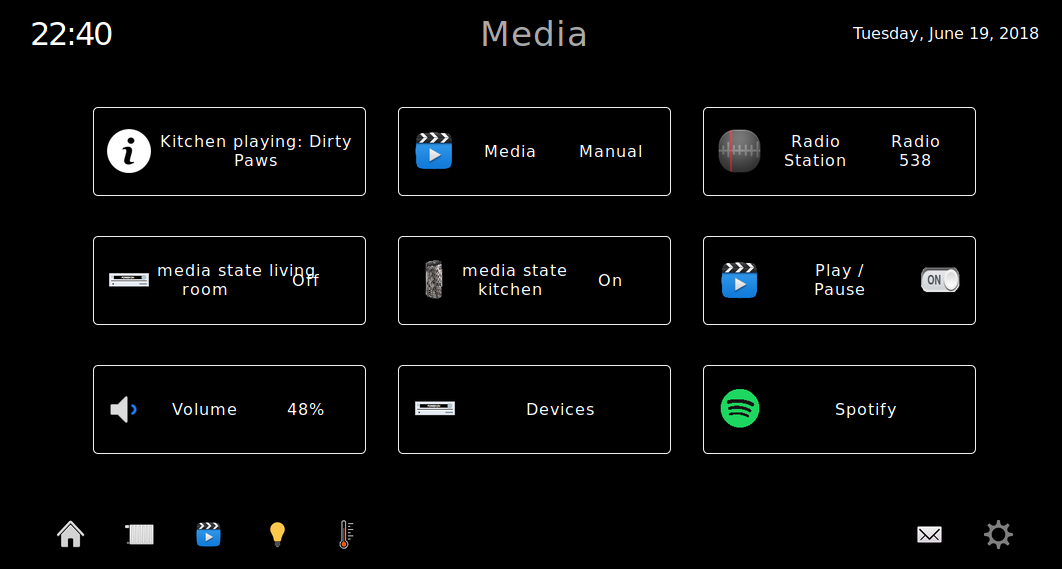 22:40
Media
Tuesday, June 19, 2018
Kitchen playing: Dirty
Paws
Media
Manual
Radio
Station
Radio
538
media state living
room
Off
media state
kitchen
On
Play /
Pause
ON
Volume
48%
Devices
Spotify